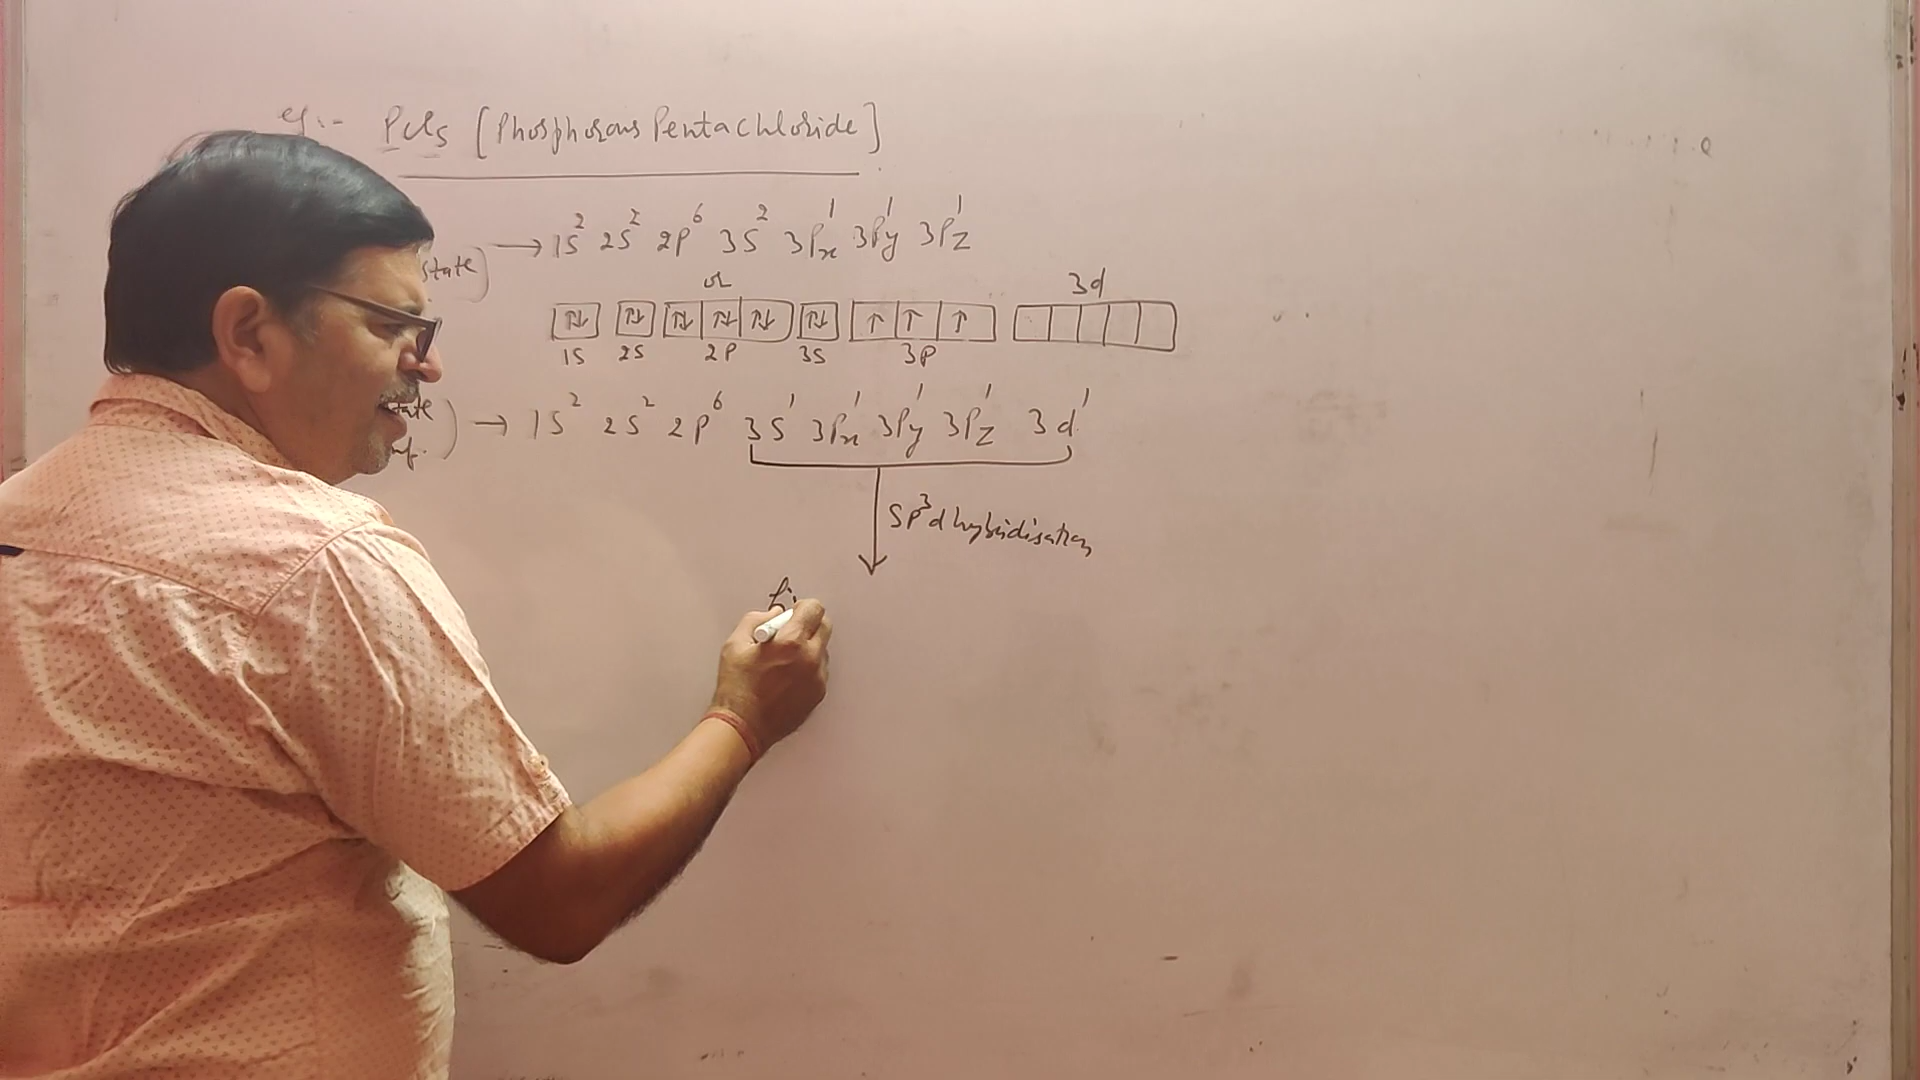 eg:- PCl5 [Phosphorous Pentachloride]
state) → 1S² 2S² 2P⁶ 3S² 3Px¹ 3Py¹ 3Pz¹
or 3d
↑↓ ↑↓ ↑↓ ↑↓ ↑↓ ↑↓ ↑ ↑ ↑
1S 2S 2P 3S 3P
state → 1S² 2S² 2P⁶ 3S¹ 3Px¹ 3Py¹ 3Pz¹ 3d¹
SP³d hybridisation